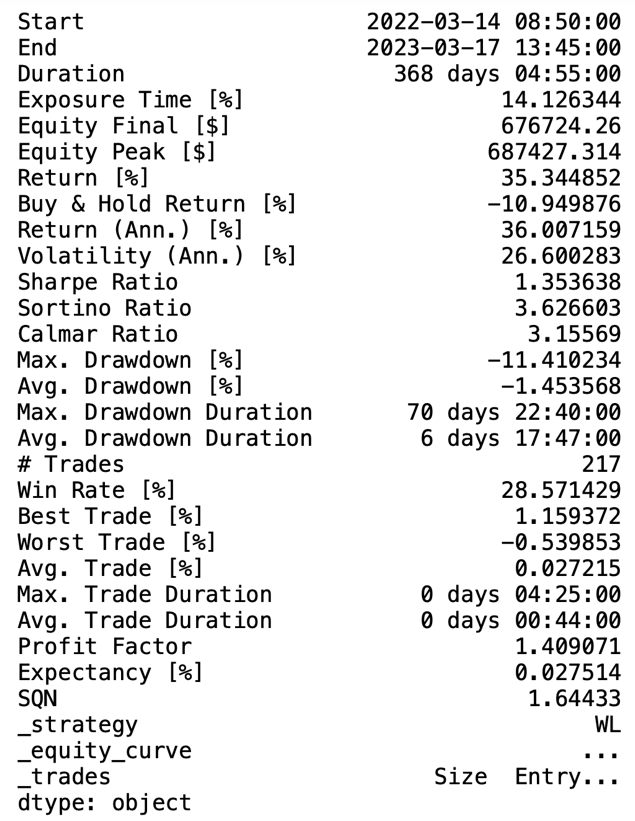 Start 2022-03-14 08:50:00
End 2023-03-17 13:45:00
Duration 368 days 04:55:00
Exposure Time [%] 14.126344
Equity Final [$] 676724.26
Equity Peak [$] 687427.314
Return [%] 35.344852
Buy & Hold Return [%] -10.949876
Return (Ann.) [%] 36.007159
Volatility (Ann.) [%] 26.600283
Sharpe Ratio 1.353638
Sortino Ratio 3.626603
Calmar Ratio 3.15569
Max. Drawdown [%] -11.410234
Avg. Drawdown [%] -1.453568
Max. Drawdown Duration 70 days 22:40:00
Avg. Drawdown Duration 6 days 17:47:00
# Trades 217
Win Rate [%] 28.571429
Best Trade [%] 1.159372
Worst Trade [%] -0.539853
Avg. Trade [%] 0.027215
Max. Trade Duration 0 days 04:25:00
Avg. Trade Duration 0 days 00:44:00
Profit Factor 1.409071
Expectancy [%] 0.027514
SQN 1.64433
_strategy WL
_equity_curve ...
_trades Size Entry...
dtype: object